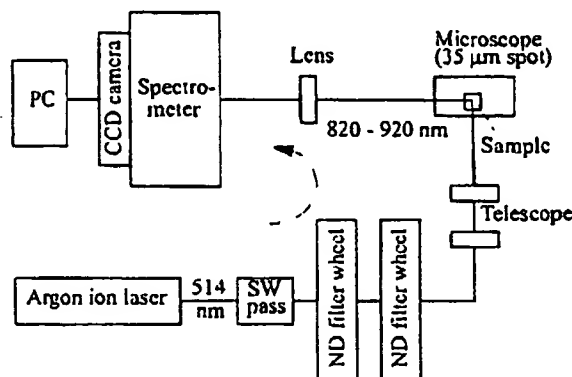 PC
CCD camera
Spectro-
meter
Lens
Microscope
(35 µm spot)
820 - 920 nm
Sample
Telescope
Argon ion laser
514
nm
SW
pass
ND filter wheel
ND filter wheel